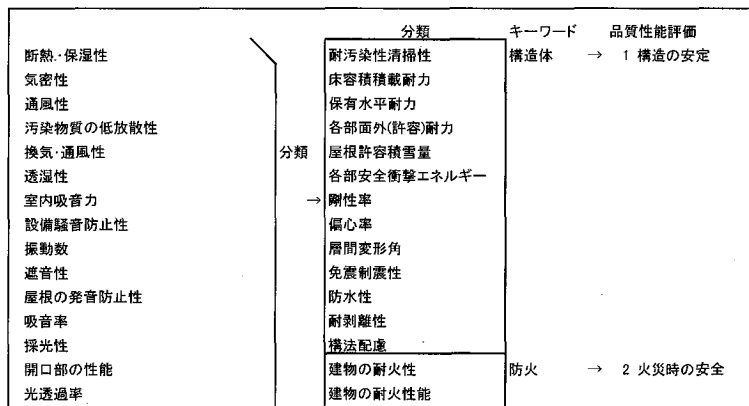 分類 キーワード 品質性能評価
断熱・保湿性 耐汚染性清掃性 構造体 → 1 構造の安定
気密性 床容積積載耐力
通風性 保有水平耐力
汚染物質の低放散性 各部面外(許容)耐力
換気・通風性 分類 屋根許容積雪量
透湿性 各部安全衝撃エネルギー
室内吸音力 → 剛性率
設備騒音防止性 偏心率
振動数 層間変形角
遮音性 免震制震性
屋根の発音防止性 防水性
吸音率 耐剥離性
採光性 構法配慮
開口部の性能 建物の耐火性 防火 → 2 火災時の安全
光透過率 建物の耐火性能